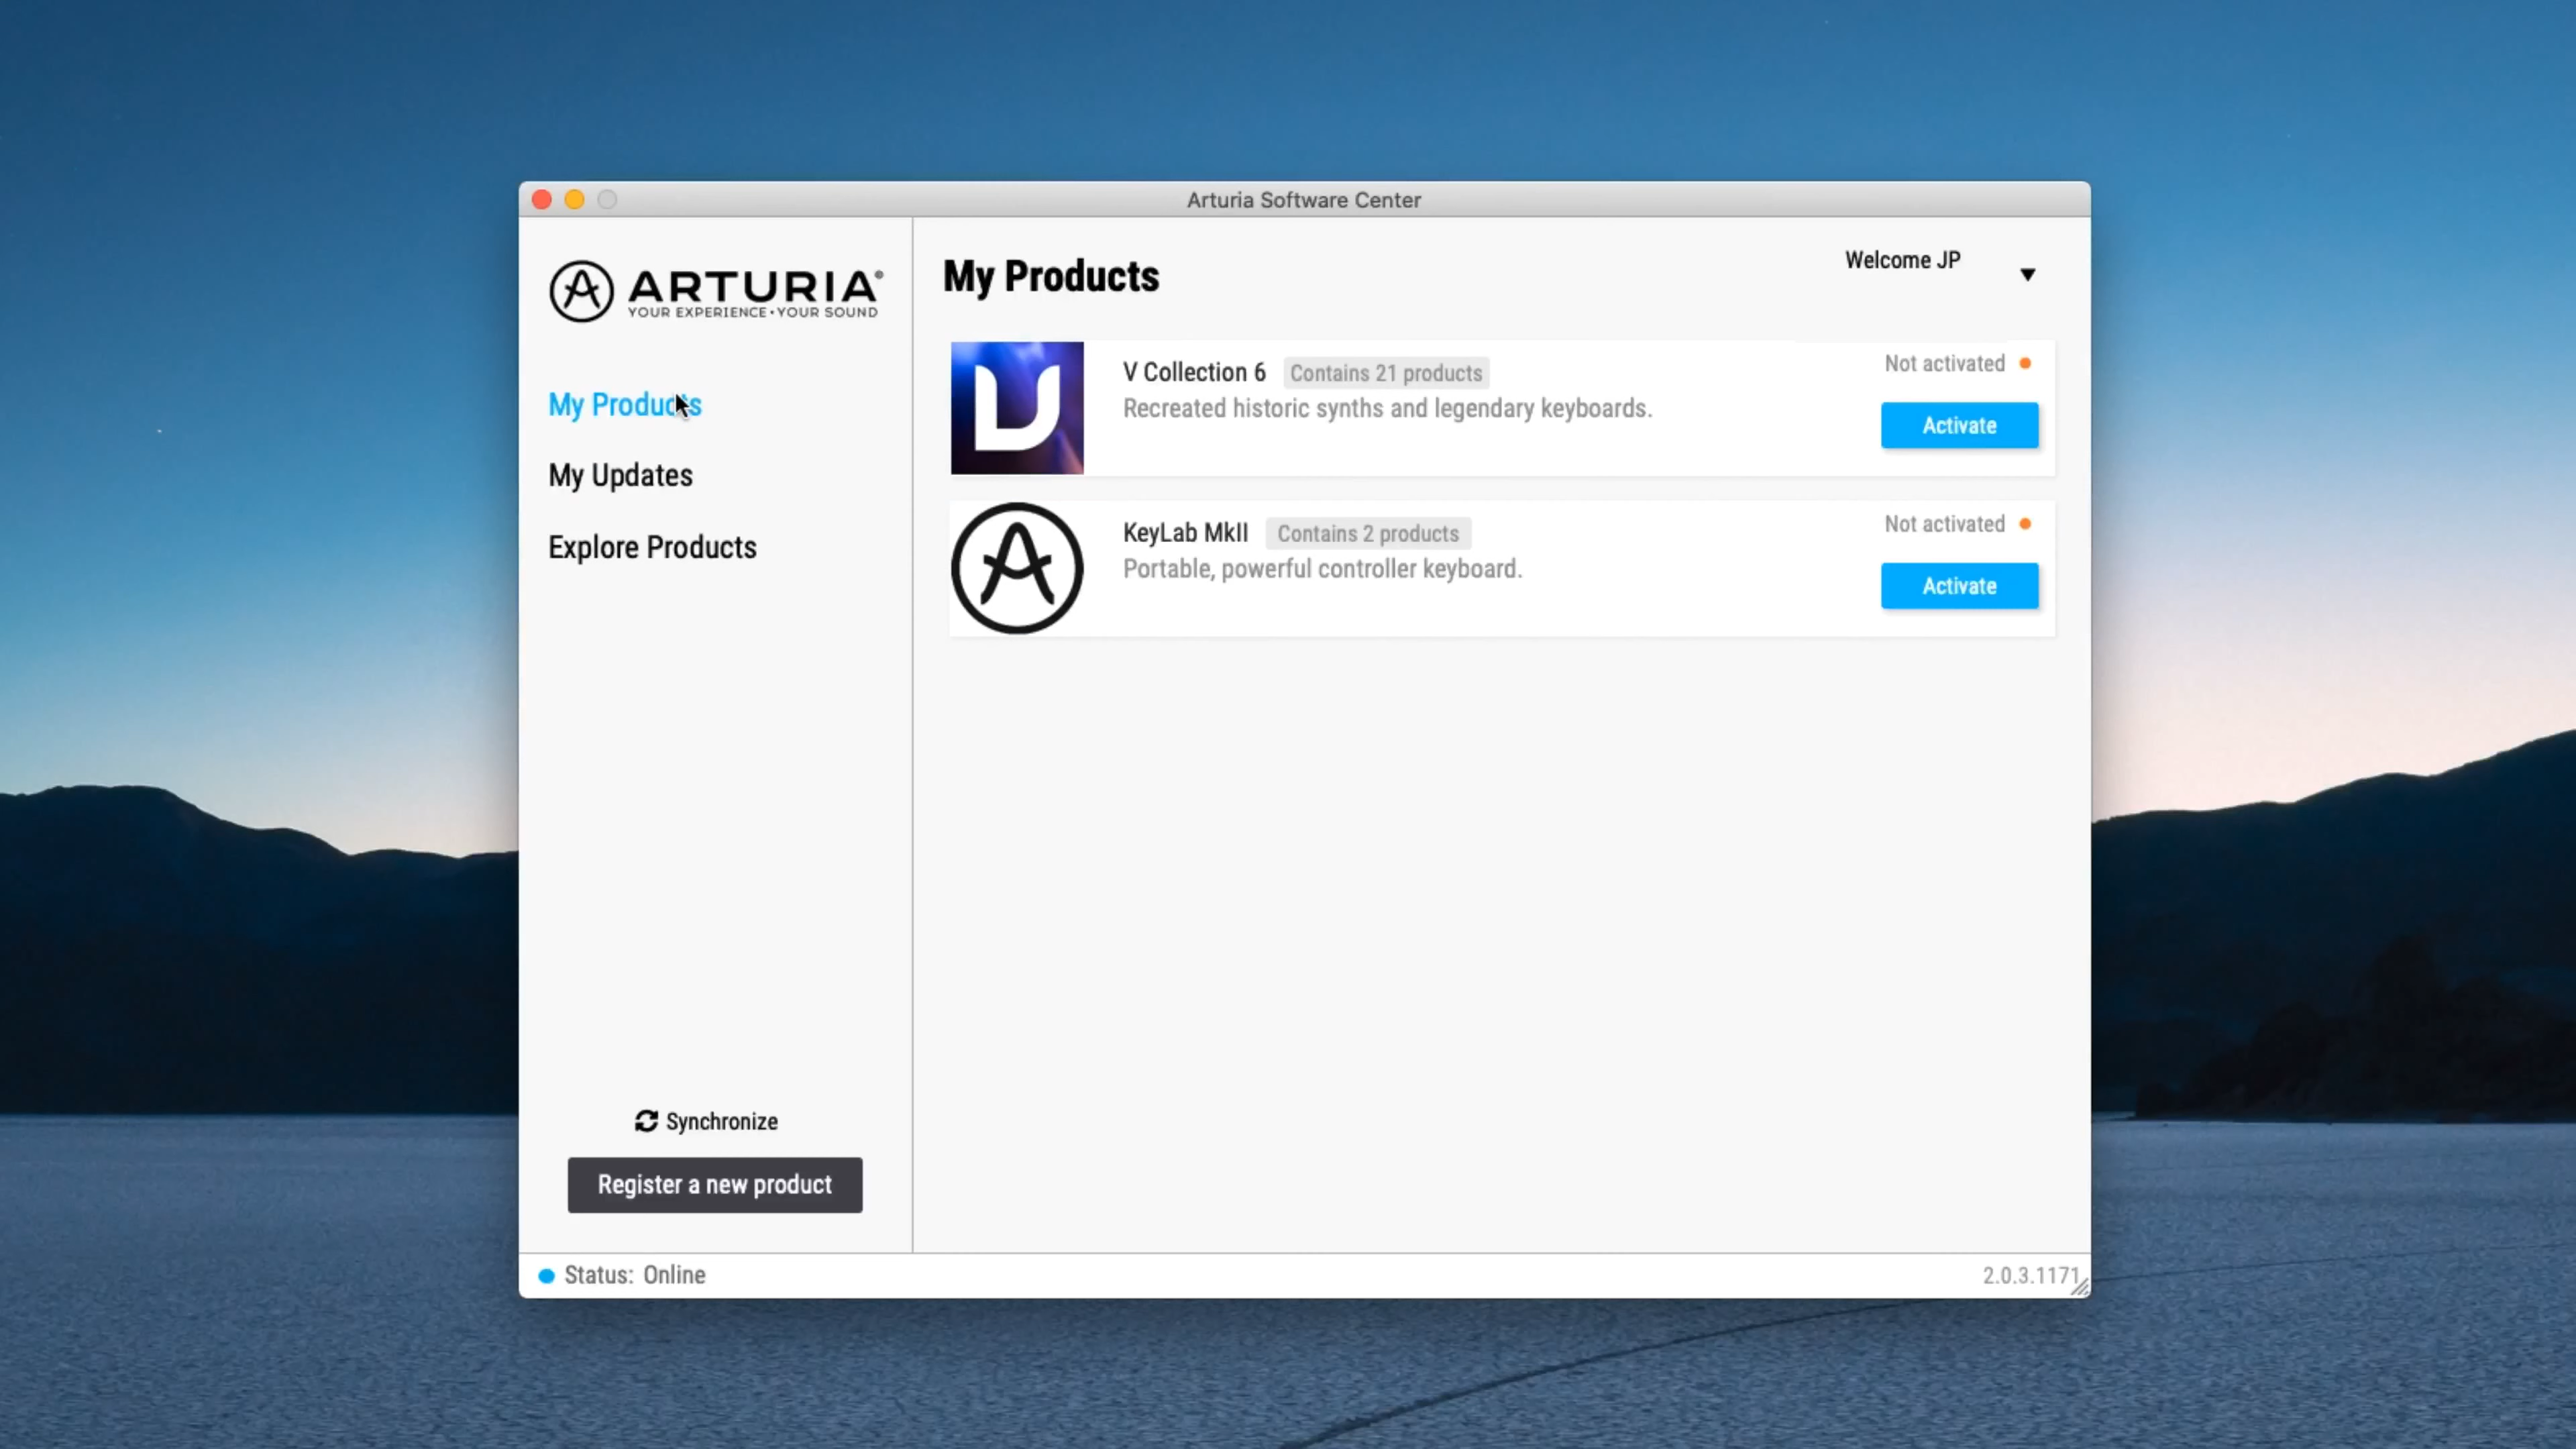 Arturia Software Center
ARTURIA®
YOUR EXPERIENCE•YOUR SOUND
My Products
My Updates
Explore Products
Synchronize
Register a new product
My Products
Welcome JP
V Collection 6 Contains 21 products
Recreated historic synths and legendary keyboards.
Not activated
Activate
KeyLab MkII Contains 2 products
Portable, powerful controller keyboard.
Not activated
Activate
Status: Online
2.0.3.1171